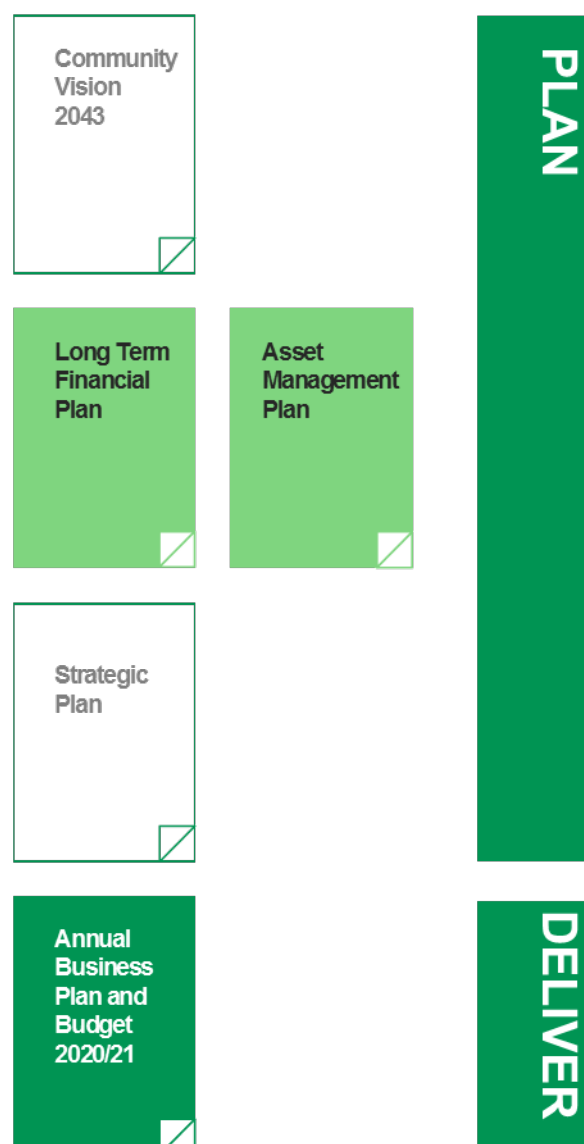 Community
Vision
2043
PLAN
Long Term
Financial
Plan
Asset
Management
Plan
Strategic
Plan
Annual
Business
Plan and
Budget
2020/21
DELIVER